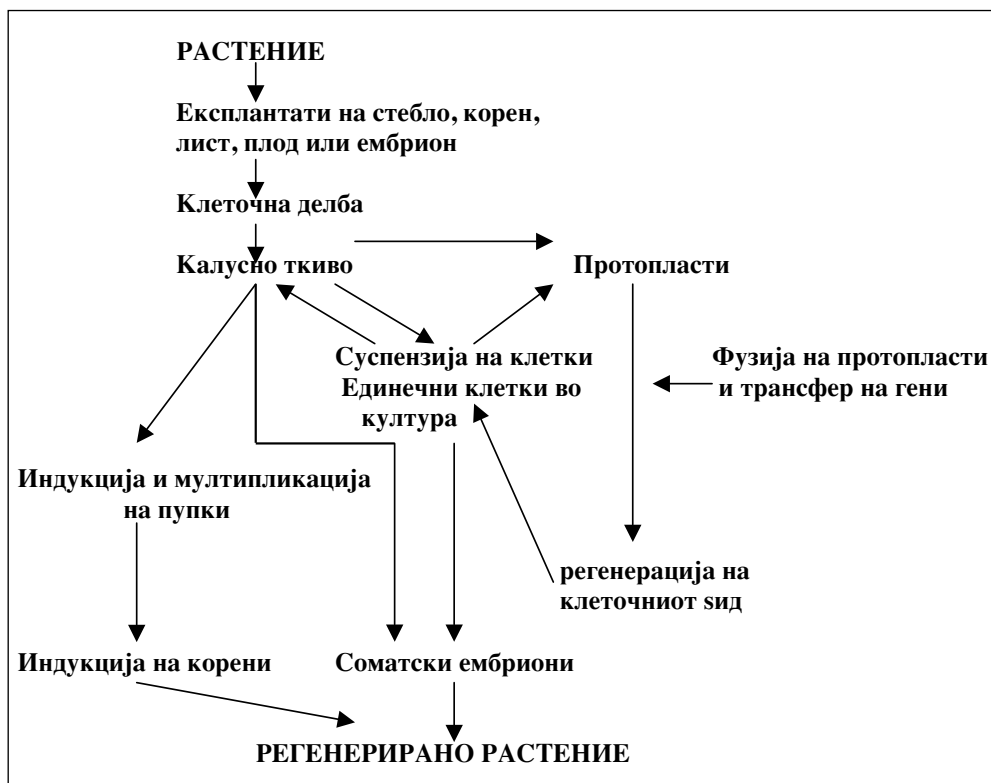 РАСТЕНИЕ
Експлантати на стебло, корен,
лист, плод или ембрион
Клеточна делба
Калусно ткиво
Протопласти
Суспензија на клетки
Единечни клетки во
култура
Фузија на протопласти
и трансфер на гени
Индукција и мултипликација
на пупки
регенерација на
клеточниот ѕид
Индукција на корени
Соматски ембриони
РЕГЕНЕРИРАНО РАСТЕНИЕ